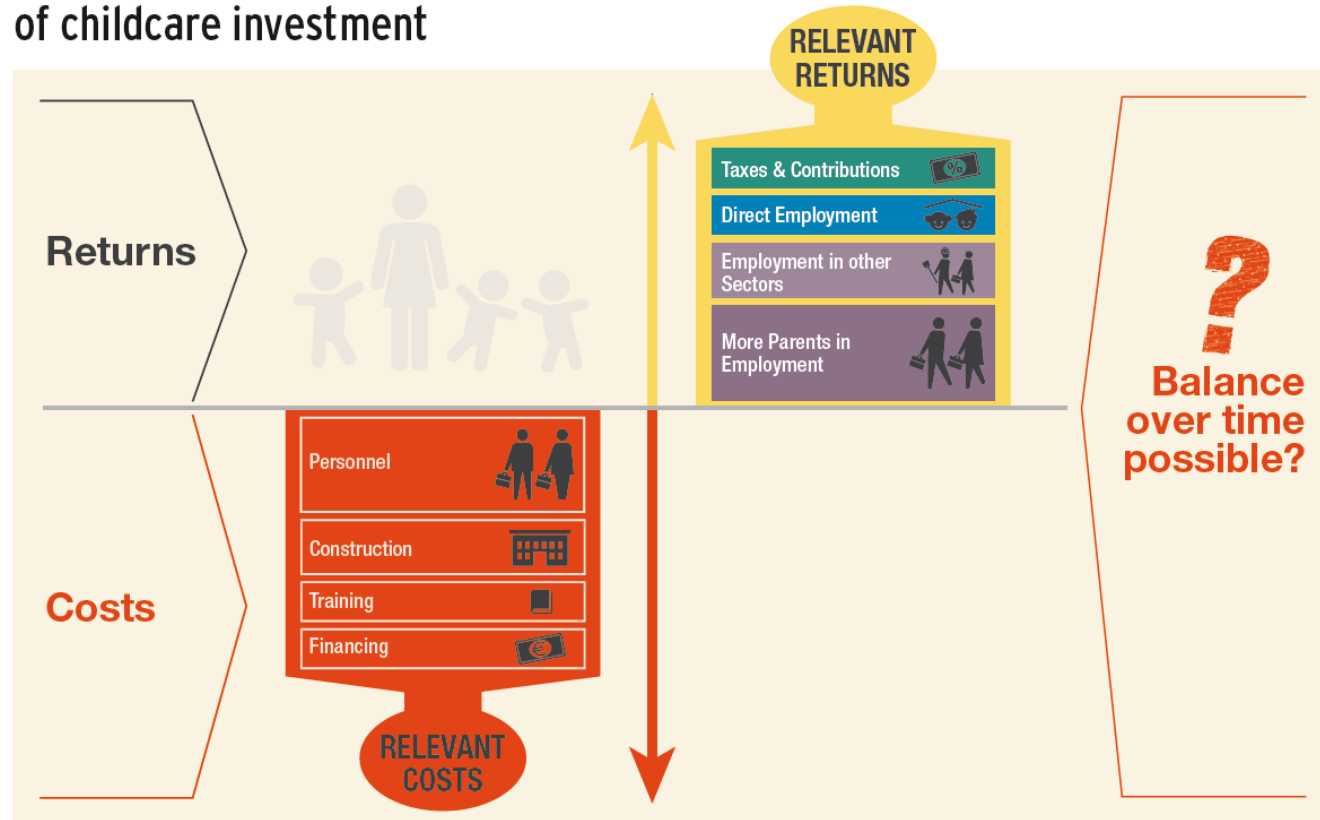 of childcare investment
RELEVANT
RETURNS
Returns
Taxes & Contributions
%
Direct Employment
Employment in other
Sectors
More Parents in
Employment
?
Balance
over time
possible?
Costs
Personnel
Construction
Training
Financing
€
RELEVANT
COSTS